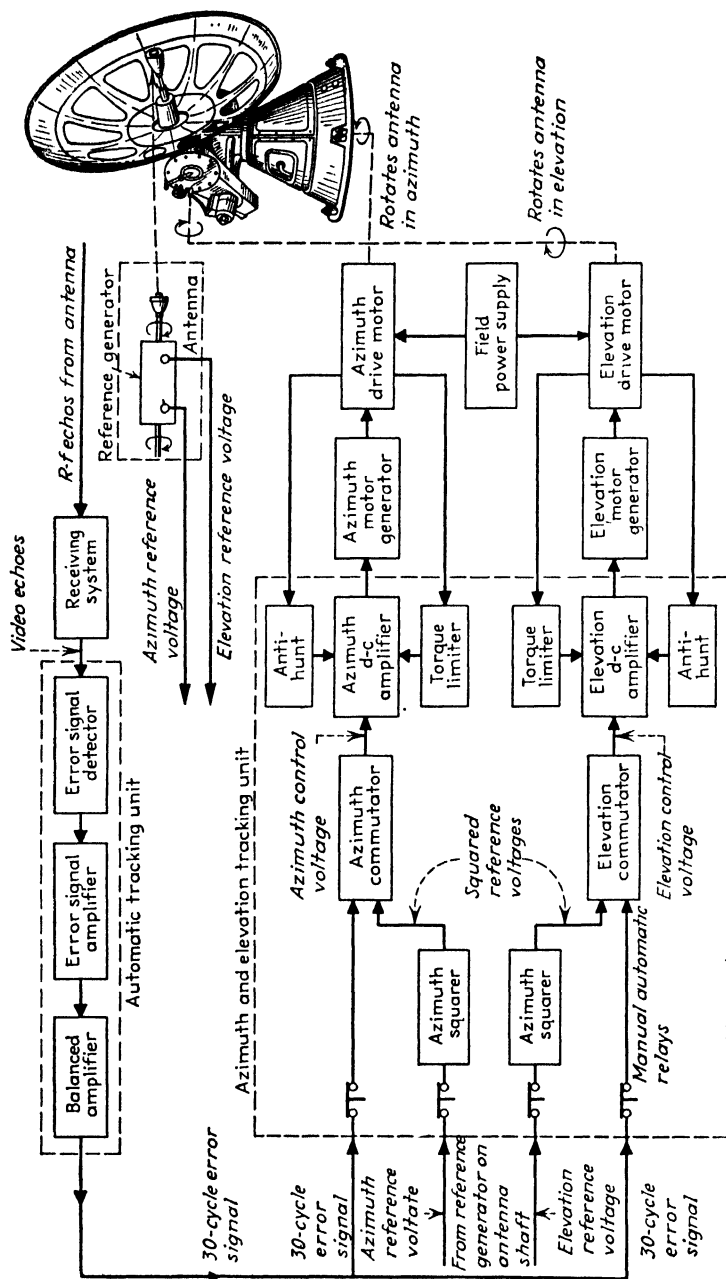 30-cycle error
signal
Balanced
amplifier
Error signal
amplifier
Error signal
detector
Video echoes
Receiving
system
R-f echos from antenna
Automatic tracking unit
Reference generator
Antenna
Azimuth reference
voltage
Elevation reference voltage
Azimuth and elevation tracking unit
30-cycle
error
signal
Azimuth
reference
voltate
From reference
generator on
antenna
shaft
Elevation
reference
voltage
30-cycle
error
signal
Azimuth control
voltage
Azimuth
commutator
Azimuth
squarer
Squared
reference
voltages
Azimuth
squarer
Manual automatic
relays
Elevation
commutator
Elevation control
voltage
Anti-
hunt
Azimuth
d-c
amplifier
Torque
limiter
Torque
limiter
Elevation
d-c
amplifier
Anti-
hunt
Azimuth
motor
generator
Azimuth
drive motor
Field
power supply
Elevation
motor
generator
Elevation
drive motor
Rotates antenna
in azimuth
Rotates antenna
in elevation